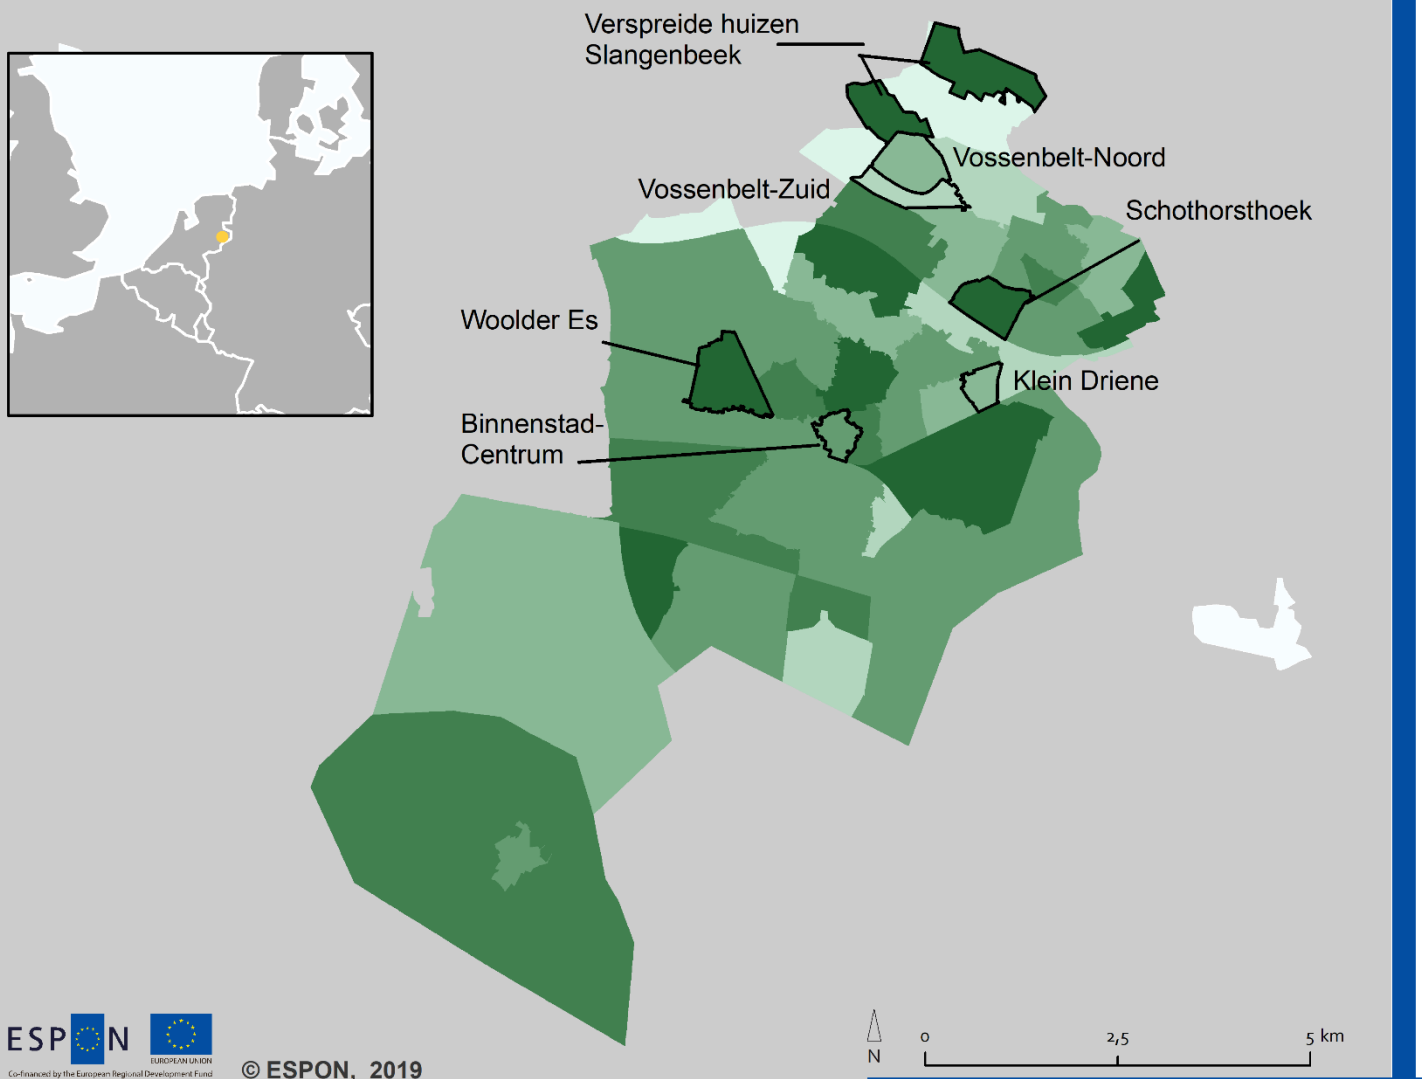 Verspreide huizen
Slangenbeek
Vossenbelt-Noord
Vossenbelt-Zuid
Schothorsthoek
Woolder Es
Klein Driene
Binnenstad-
Centrum
ESPON
EUROPEAN UNION
Co-financed by the European Regional Development Fund
© ESPON, 2019
N
0 2,5 5 km